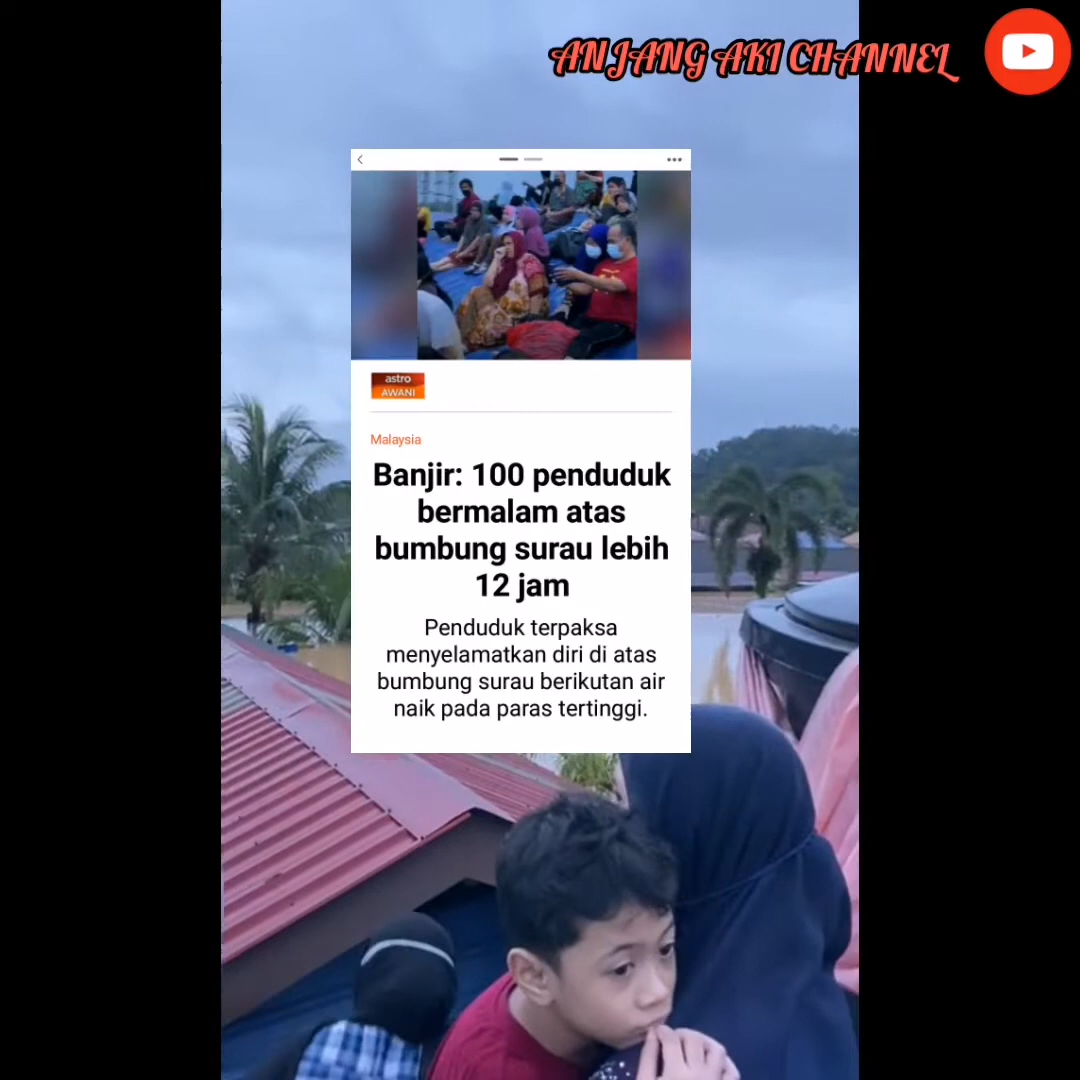 ANJANG AKI CHANNEL
astro
AWANI
Malaysia
Banjir: 100 penduduk
bermalam atas
bumbung surau lebih
12 jam
Penduduk terpaksa
menyelamatkan diri di atas
bumbung surau berikutan air
naik pada paras tertinggi.